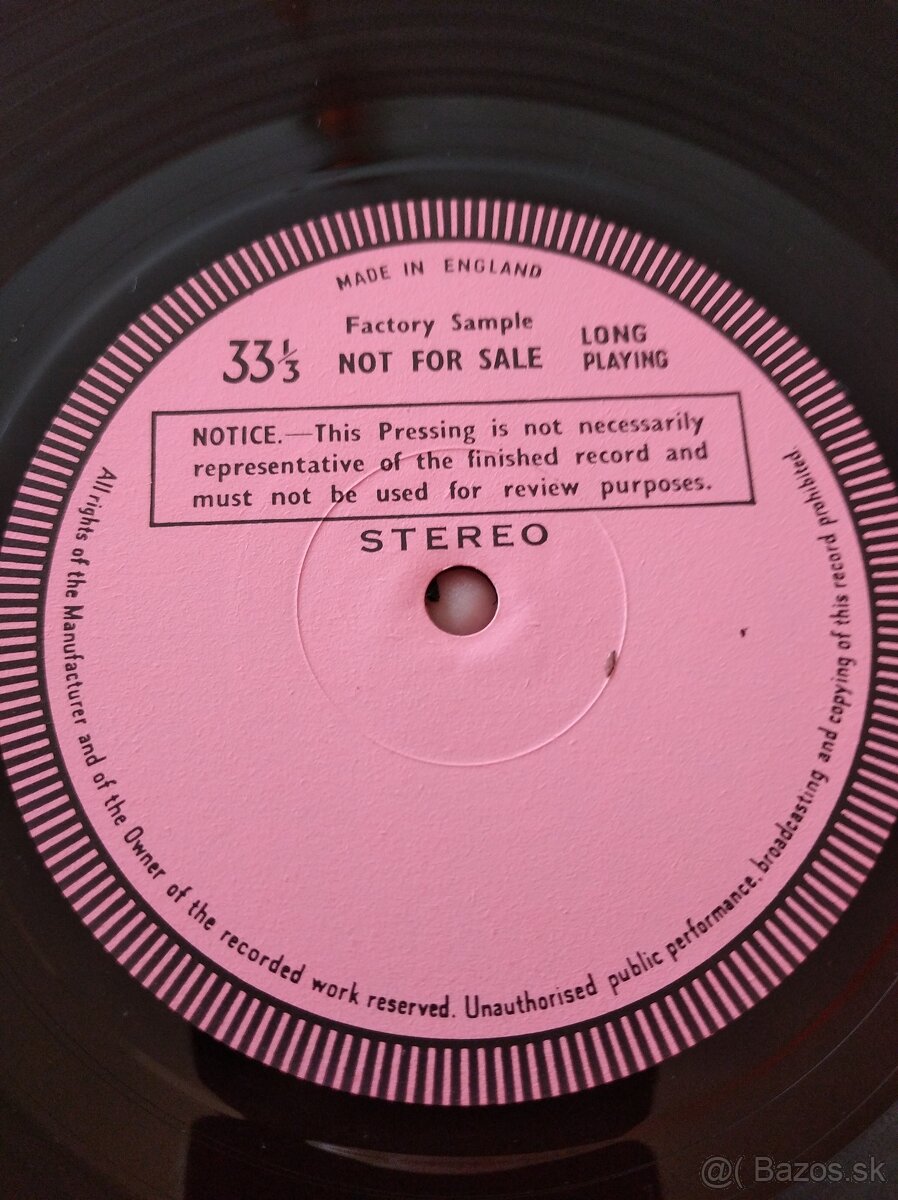 MADE IN ENGLAND
Factory Sample
33⅓ NOT FOR SALE LONG PLAYING
NOTICE.—This Pressing is not necessarily
representative of the finished record and
must not be used for review purposes.
STEREO
All rights of the Manufacturer and of the Owner of the recorded work reserved. Unauthorised public performance, broadcasting and copying of this record prohibited.
@( Bazos.sk